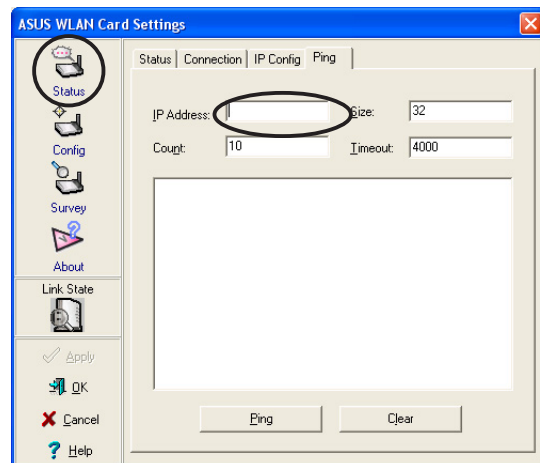 ASUS WLAN Card Settings
Status
Config
Survey
About
Link State
Apply
OK
Cancel
Help
Status Connection IP Config Ping
IP Address: Size: 32
Count: 10 Timeout: 4000
Ping Clear